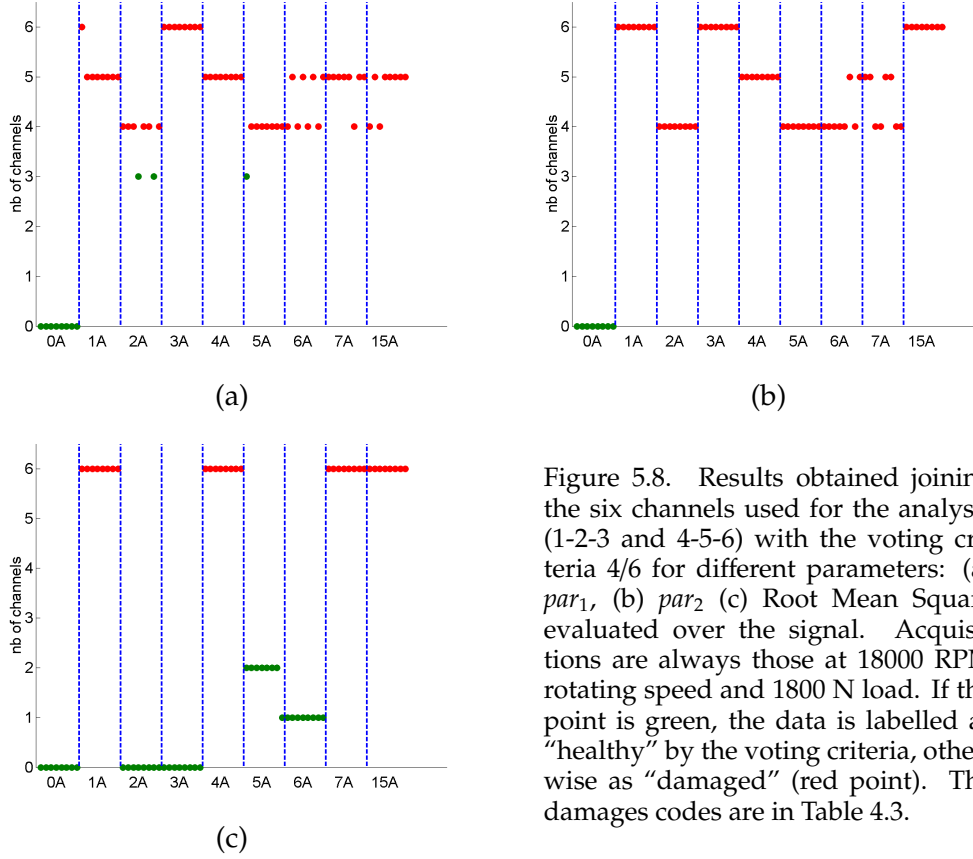 nb of channels
6
5
4
3
2
1
0
0A 1A 2A 3A 4A 5A 6A 7A 15A
(a)
nb of channels
6
5
4
3
2
1
0
0A 1A 2A 3A 4A 5A 6A 7A 15A
(b)
nb of channels
6
5
4
3
2
1
0
0A 1A 2A 3A 4A 5A 6A 7A 15A
(c)
Figure 5.8. Results obtained joinin
the six channels used for the analys
(1-2-3 and 4-5-6) with the voting cr
teria 4/6 for different parameters: (a
par₁, (b) par₂ (c) Root Mean Squar
evaluated over the signal. Acquis
tions are always those at 18000 RPM
rotating speed and 1800 N load. If th
point is green, the data is labelled a
“healthy” by the voting criteria, othe
wise as “damaged” (red point). Th
damages codes are in Table 4.3.